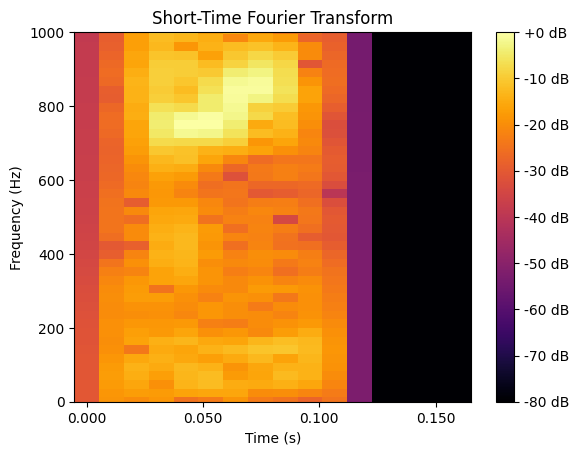 Short-Time Fourier Transform
1000
800
600
400
200
0
Frequency (Hz)
0.000
0.050
0.100
0.150
Time (s)
+0 dB
-10 dB
-20 dB
-30 dB
-40 dB
-50 dB
-60 dB
-70 dB
-80 dB